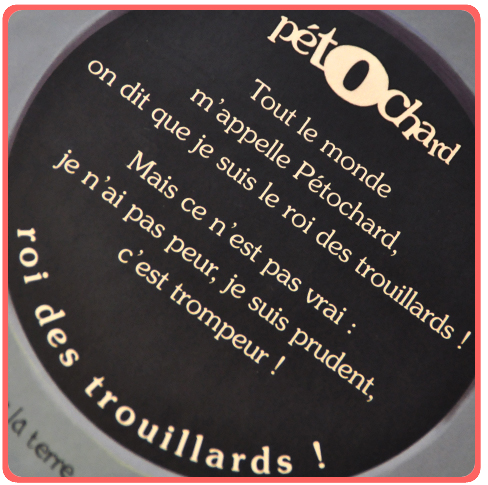 pétOchard
Tout le monde
m'appelle Pétochard,
on dit que je suis le roi des trouillards !
Mais ce n'est pas vrai :
je n'ai pas peur, je suis prudent,
c'est trompeur !
roi des trouillards !
la terre